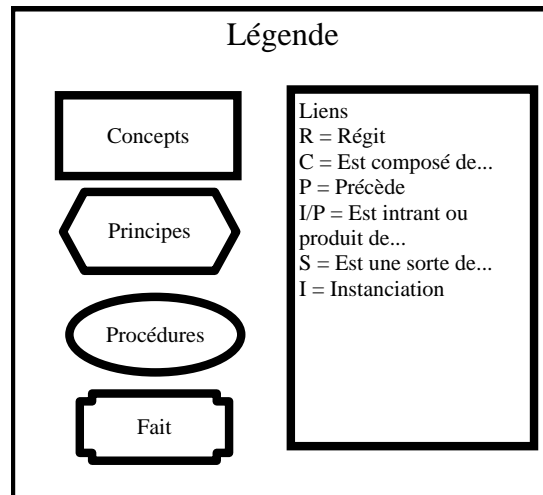 Légende
Concepts
Principes
Procédures
Fait
Liens
R = Régit
C = Est composé de...
P = Précède
I/P = Est intrant ou
produit de...
S = Est une sorte de...
I = Instanciation